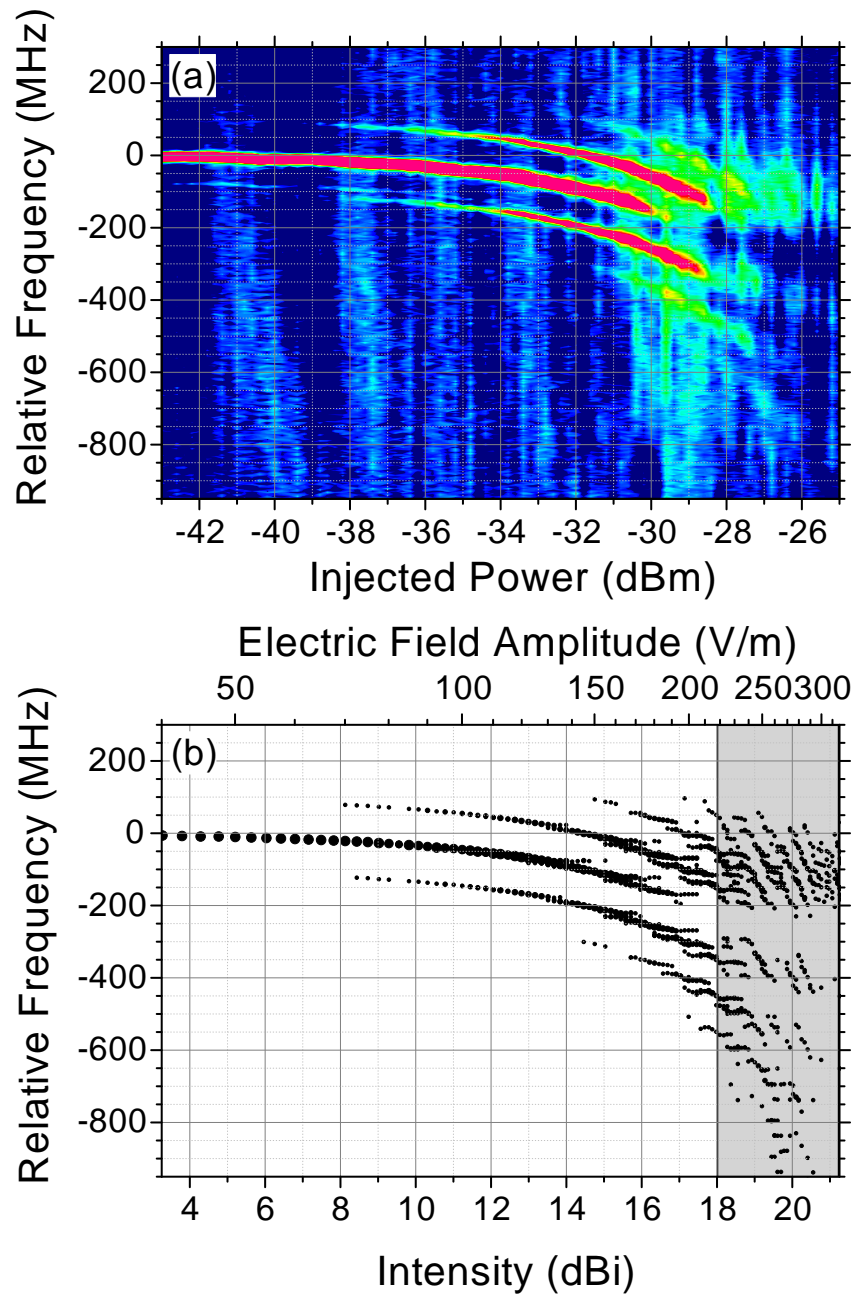 (a)
Relative Frequency (MHz)
200
0
-200
-400
-600
-800
-42 -40 -38 -36 -34 -32 -30 -28 -26
Injected Power (dBm)
Electric Field Amplitude (V/m)
50 100 150 200 250 300
(b)
Relative Frequency (MHz)
200
0
-200
-400
-600
-800
4 6 8 10 12 14 16 18 20
Intensity (dBi)